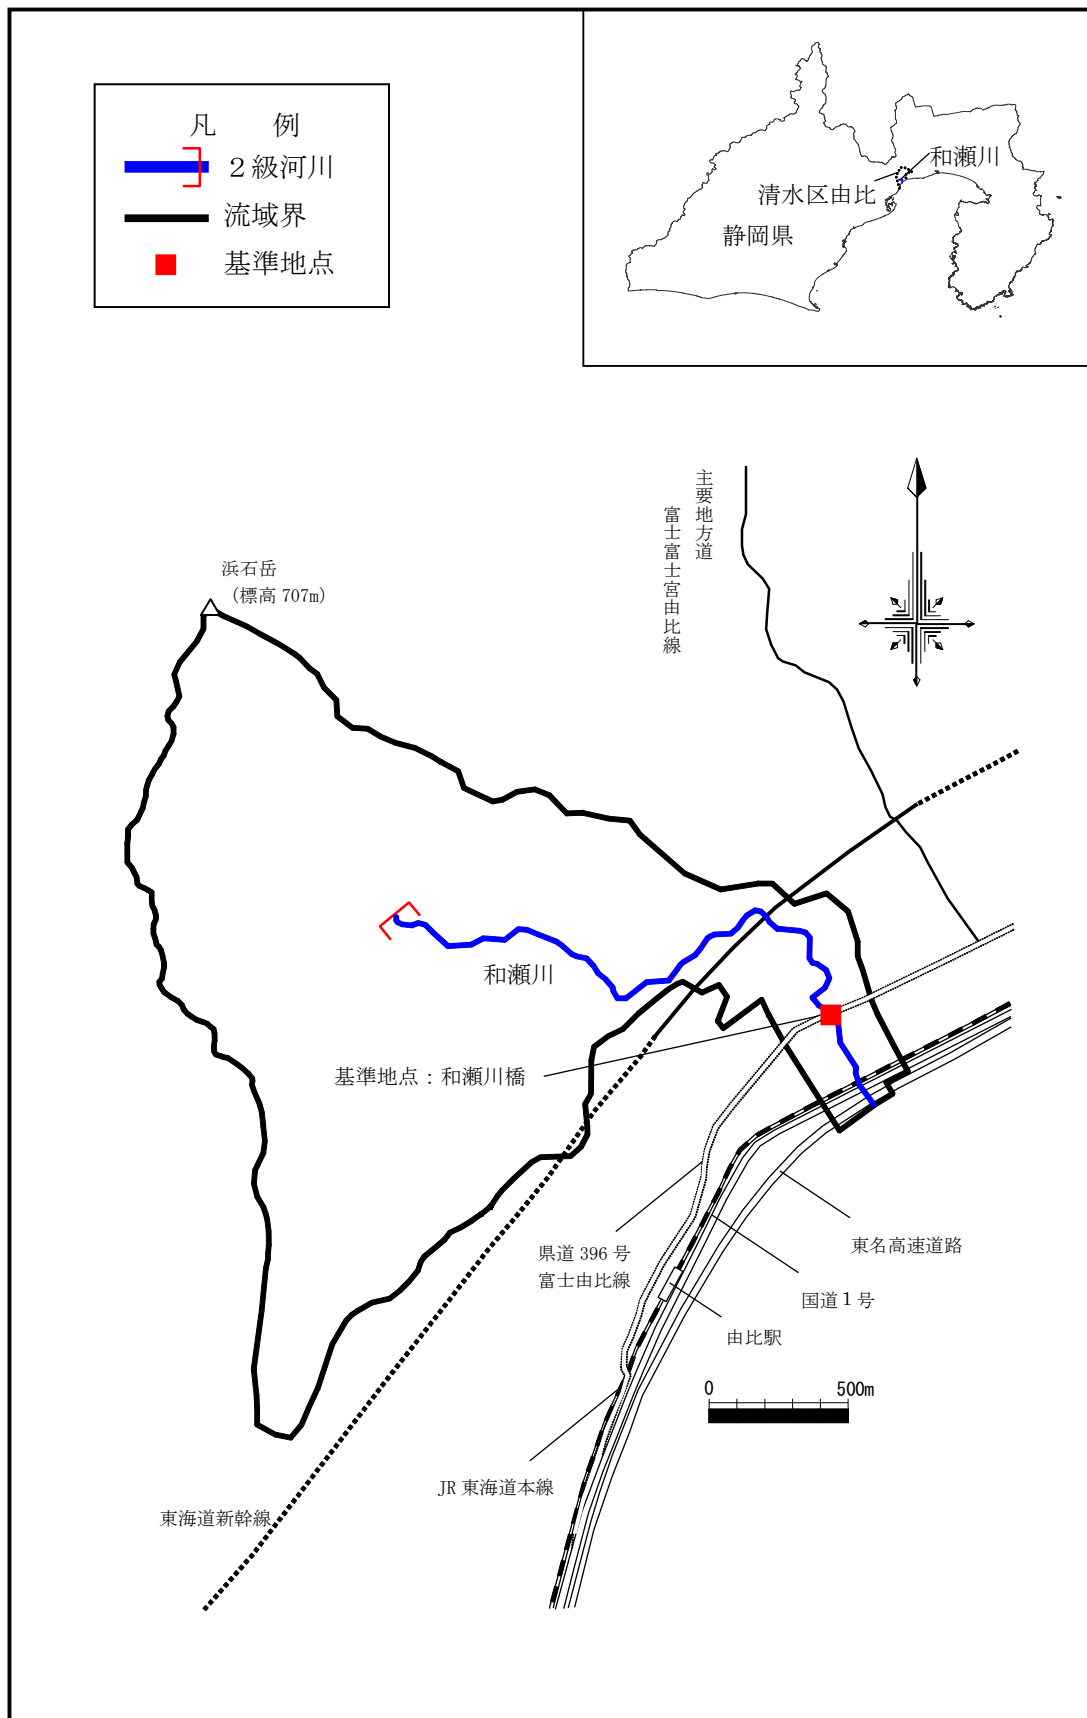 凡　例
２級河川
流域界
基準地点
和瀬川
清水区由比
静岡県
主要地方道
富士富士宮由比線
浜石岳
（標高 707m）
和瀬川
基準地点：和瀬川橋
東名高速道路
県道 396 号
富士由比線
国道１号
由比駅
0 500m
JR 東海道本線
東海道新幹線